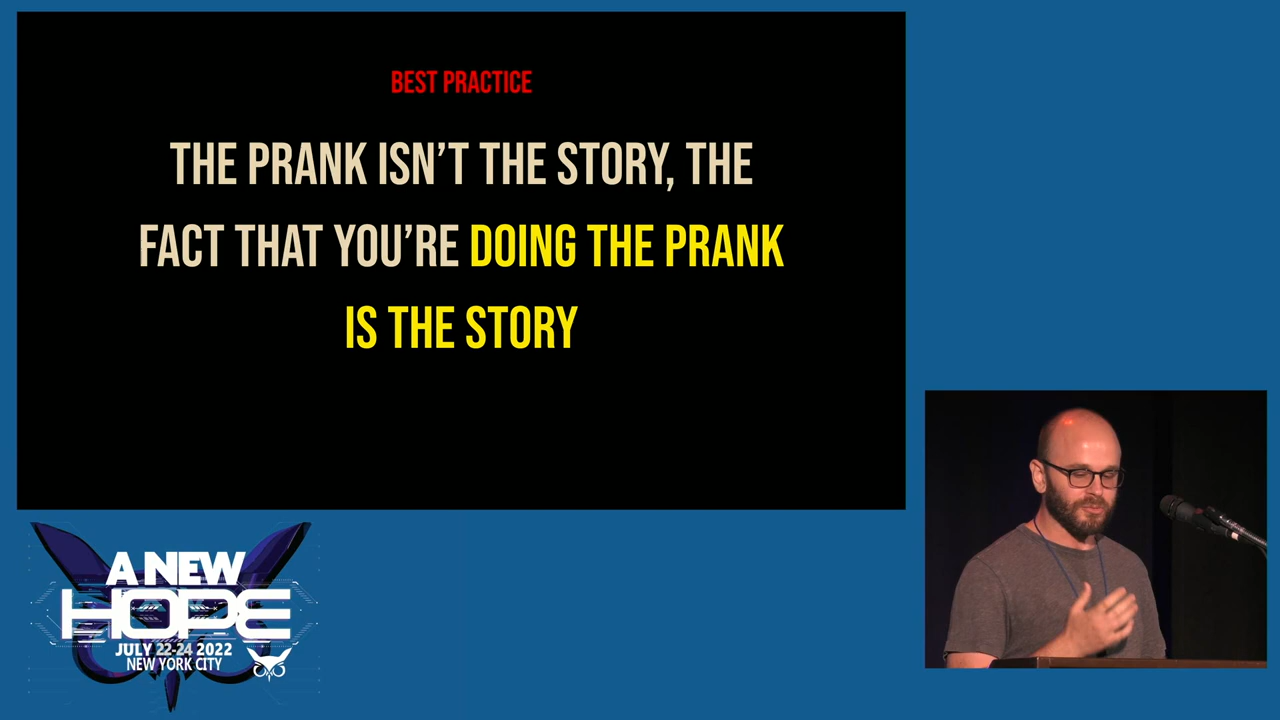 BEST PRACTICE
THE PRANK ISN'T THE STORY, THE
FACT THAT YOU'RE DOING THE PRANK
IS THE STORY
A NEW
HOPE
JULY 22-24 2022
NEW YORK CITY